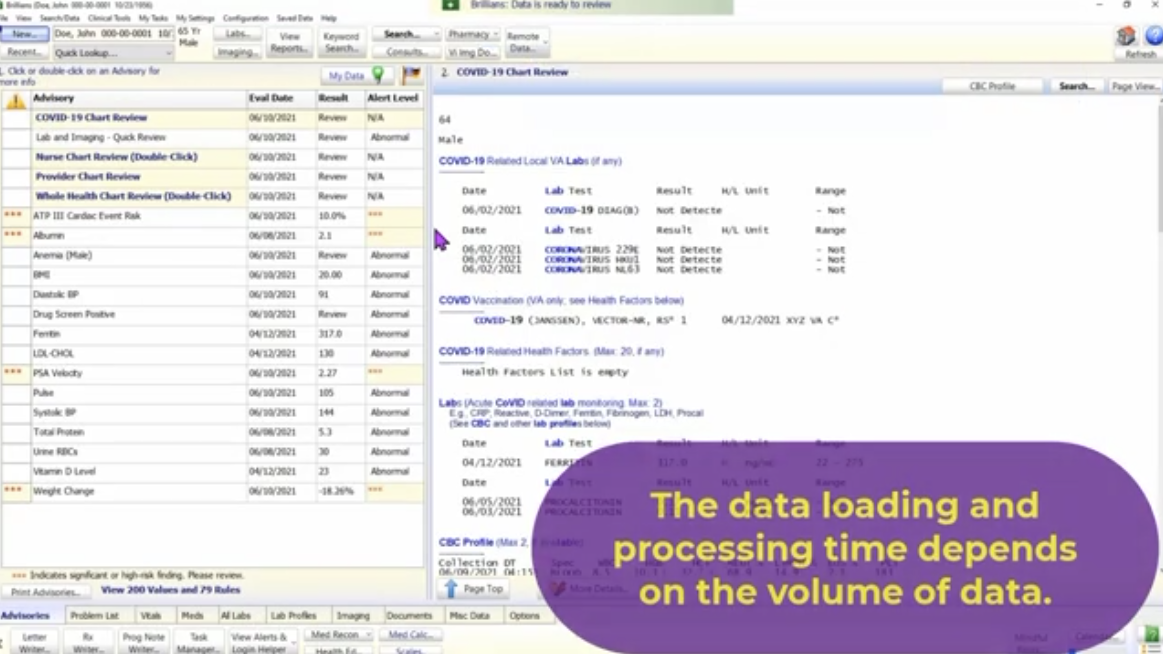 Brillians (Doe, John 000-00-0001 10/23/1956)
Brillians: Data is ready to review
View Search/Data Clinical Tools My Tasks My Settings Configuration Saved Data Help
New... Doe, John 000-00-0001 10/ 65 Yr Male Labs... View Reports... Keyword Search... Search... Pharmacy Remote Data...
Recent... Quick Lookup... Imaging... Consults... Vi Img Do... Refresh
Click or double-click on an Advisory for more info
My Data
2. COVID-19 Chart Review
CBC Profile Search... Page View...
Advisory Eval Date Result Alert Level
COVID-19 Chart Review 06/10/2021 Review N/A
Lab and Imaging - Quick Review 06/10/2021 Review Abnormal
Nurse Chart Review (Double-Click) 06/10/2021 Review N/A
Provider Chart Review 06/10/2021 Review N/A
Whole Health Chart Review (Double-Click) 06/10/2021 Review N/A
*** ATP III Cardiac Event Risk 06/10/2021 10.0% ***
*** Albumin 06/08/2021 2.1 ***
Anemia (Male) 06/10/2021 Review Abnormal
BMI 06/10/2021 20.00 Abnormal
Diastolic BP 06/10/2021 91 Abnormal
Drug Screen Positive 06/10/2021 Review Abnormal
Ferritin 04/12/2021 317.0 Abnormal
LDL-CHOL 04/12/2021 130 Abnormal
*** PSA Velocity 06/10/2021 2.27 ***
Pulse 06/10/2021 105 Abnormal
Systolic BP 06/10/2021 144 Abnormal
Total Protein 06/08/2021 5.3 Abnormal
Urine RBCs 06/08/2021 30 Abnormal
Vitamin D Level 04/12/2021 23 Abnormal
*** Weight Change 06/10/2021 -18.26% ***
*** Indicates significant or high-risk finding. Please review.
Print Advisories... View 200 Values and 79 Rules
64
Male
COVID-19 Related Local VA Labs (if any)
Date Lab Test Result H/L Unit Range
06/02/2021 COVID-19 DIAG(B) Not Detecte - Not
Date Lab Test Result H/L Unit Range
06/02/2021 CORONAVIRUS 229E Not Detecte - Not
06/02/2021 CORONAVIRUS HKU1 Not Detecte - Not
06/02/2021 CORONAVIRUS NL63 Not Detecte - Not
COVID Vaccination (VA only; see Health Factors below)
COVID-19 (JANSSEN), VECTOR-NR, RS* 1 04/12/2021 XYZ VA C*
COVID-19 Related Health Factors. (Max: 20, if any)
Health Factors List is empty
Labs (Acute CoVID related lab monitoring. Max: 2)
E.g., CRP; Reactive, D-Dimer, Ferritin, Fibrinogen, LDH, Procal
(See CBC and other lab profiles below)
Date Lab Test Result H/L Unit Range
04/12/2021 FERRITIN 317.0 ng/mL 22 - 275
Date Lab Test
06/05/2021 PROCALCITONIN
06/03/2021 PROCALCITONIN
CBC Profile (Max 2, if available)
Collection DT Spec
06/09/2021 04:15
Page Top More Details...
The data loading and
processing time depends
on the volume of data.
Advisories Problem List Vitals Meds All Labs Lab Profiles Imaging Documents Misc Data Options
Letter Writer... Rx Writer... Prog Note Writer... Task Manager... View Alerts & Login Helper Med Recon Med Calc...
Health Ed... Scales...